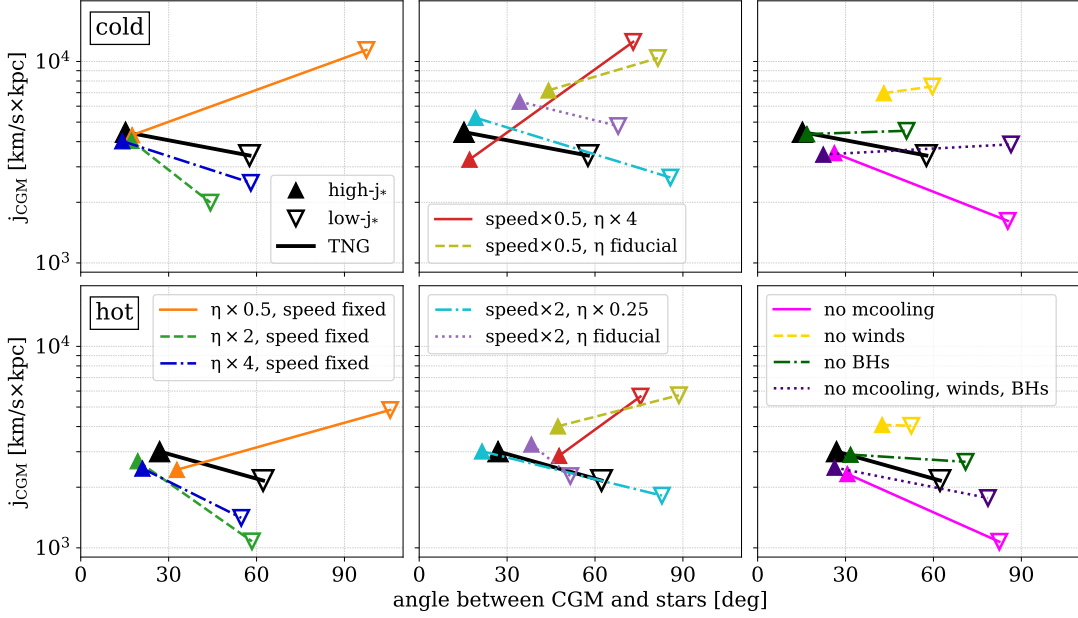 cold
10⁴
10³
j_CGM [km/s×kpc]
high-j*
low-j*
TNG
speed×0.5, η × 4
speed×0.5, η fiducial
hot
10⁴
10³
j_CGM [km/s×kpc]
η × 0.5, speed fixed
η × 2, speed fixed
η × 4, speed fixed
speed×2, η × 0.25
speed×2, η fiducial
no mcooling
no winds
no BHs
no mcooling, winds, BHs
0 30 60 90 0 30 60 90 0 30 60 90
angle between CGM and stars [deg]